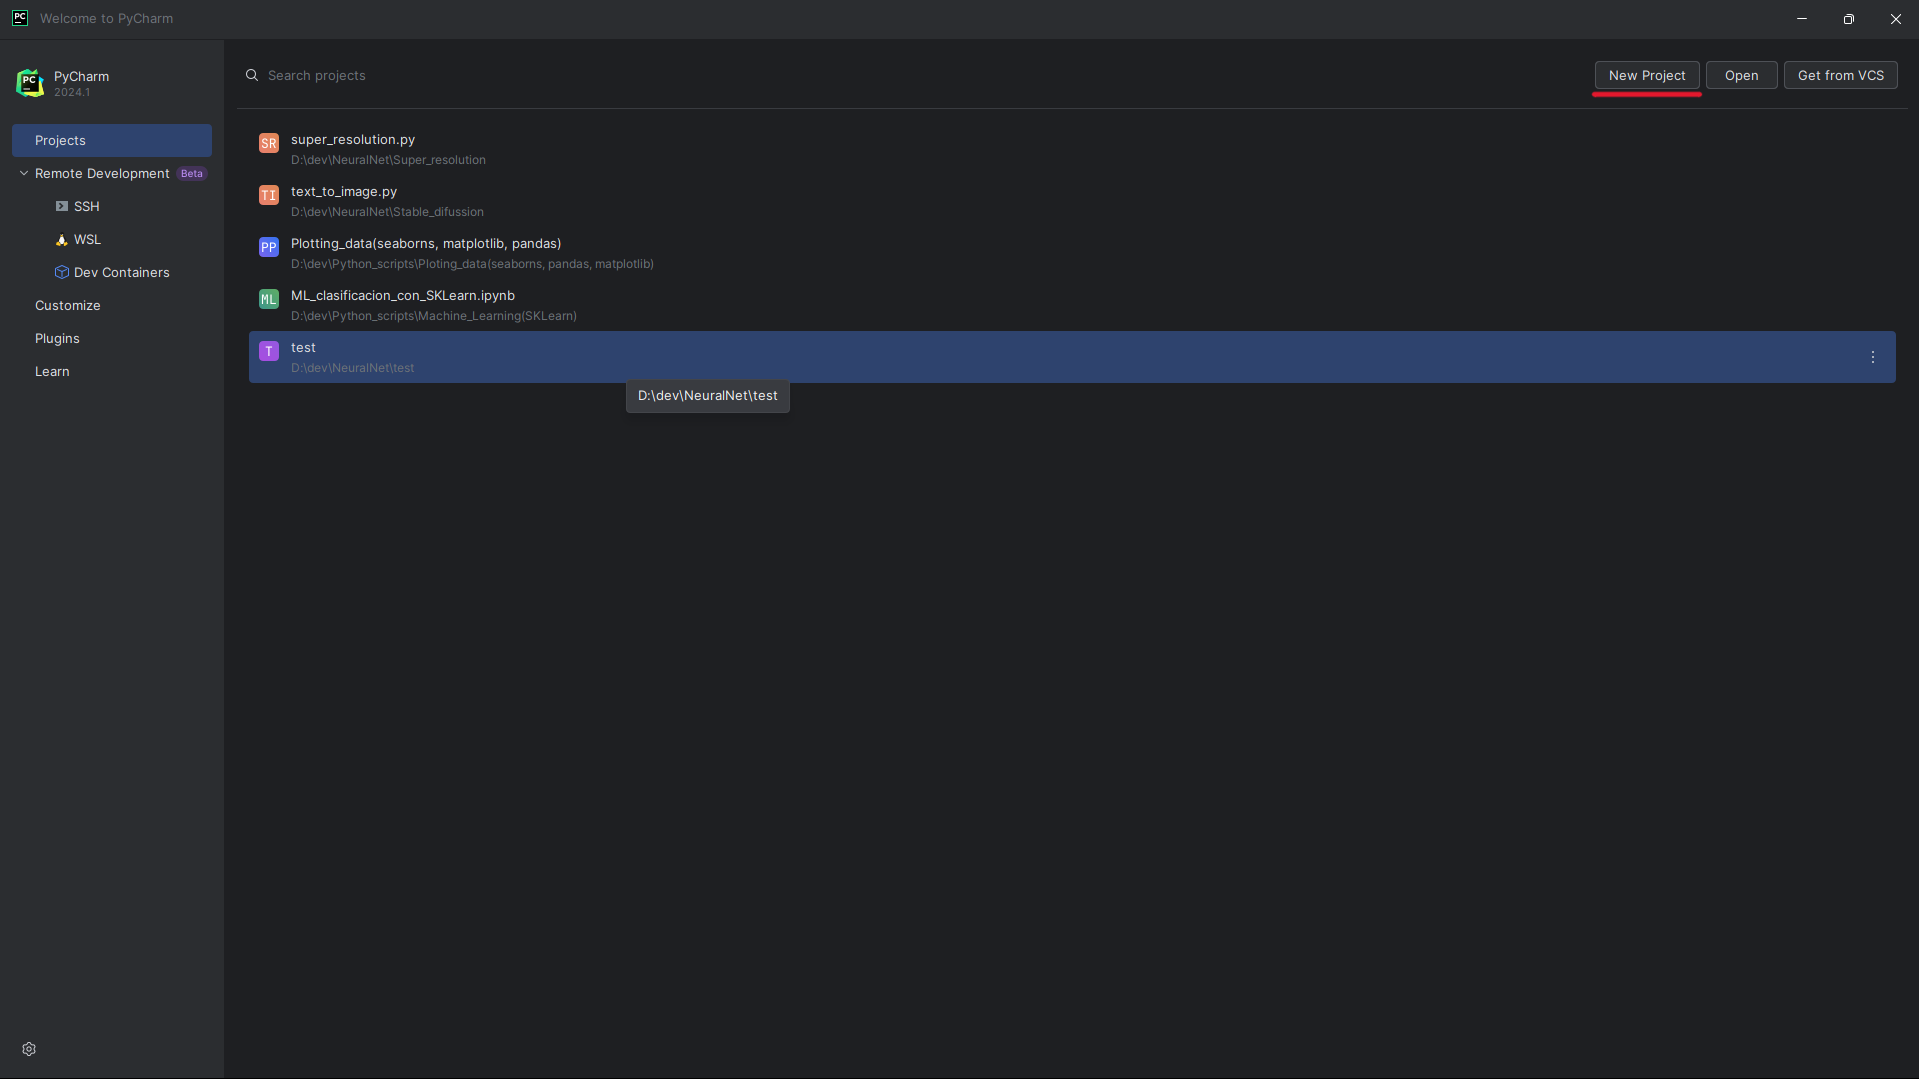 PC Welcome to PyCharm
PC PyCharm
2024.1
Search projects
New Project Open Get from VCS
Projects
Remote Development Beta
SSH
WSL
Dev Containers
Customize
Plugins
Learn
SR super_resolution.py
D:\dev\NeuralNet\Super_resolution
TI text_to_image.py
D:\dev\NeuralNet\Stable_difussion
PP Plotting_data(seaborns, matplotlib, pandas)
D:\dev\Python_scripts\Ploting_data(seaborns, pandas, matplotlib)
ML ML_clasificacion_con_SKLearn.ipynb
D:\dev\Python_scripts\Machine_Learning(SKLearn)
T test
D:\dev\NeuralNet\test
D:\dev\NeuralNet\test